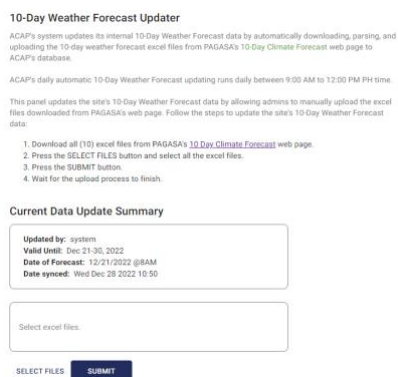 10-Day Weather Forecast Updater
ACAP's system updates its internal 10-Day Weather Forecast data by automatically downloading, parsing, and
uploading the 10-day weather forecast excel files from PAGASA's 10-Day Climate Forecast web page to
ACAP's database.
ACAP's daily automatic 10-Day Weather Forecast updating runs daily between 9:00 AM to 12:00 PM PH time.
This panel updates the site's 10-Day Weather Forecast data by allowing admins to manually upload the excel
files downloaded from PAGASA's web page. Follow the steps to update the site's 10-Day Weather Forecast
data:
1. Download all (10) excel files from PAGASA's 10 Day Climate Forecast web page.
2. Press the SELECT FILES button and select all the excel files.
3. Press the SUBMIT button.
4. Wait for the upload process to finish.
Current Data Update Summary
Updated by: system
Valid Until: Dec 21-30, 2022
Date of Forecast: 12/21/2022 @8AM
Date synced: Wed Dec 28 2022 10:50
Select excel files.
SELECT FILES SUBMIT